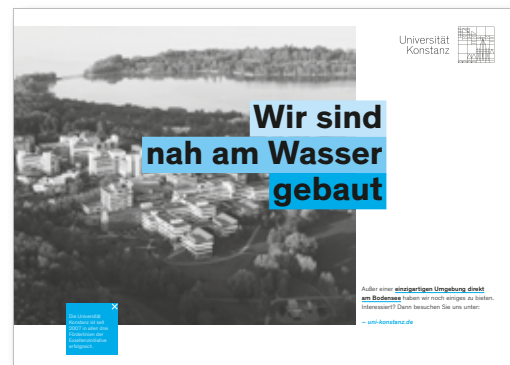 Universität
Konstanz
Wir sind
nah am Wasser
gebaut
Außer einer einzigartigen Umgebung direkt
am Bodensee haben wir noch einiges zu bieten.
Interessiert? Dann besuchen Sie uns unter:
– uni-konstanz.de
Die Universität
Konstanz ist seit
2007 in allen drei
Förderlinien der
Exzellenzinitiative
erfolgreich.